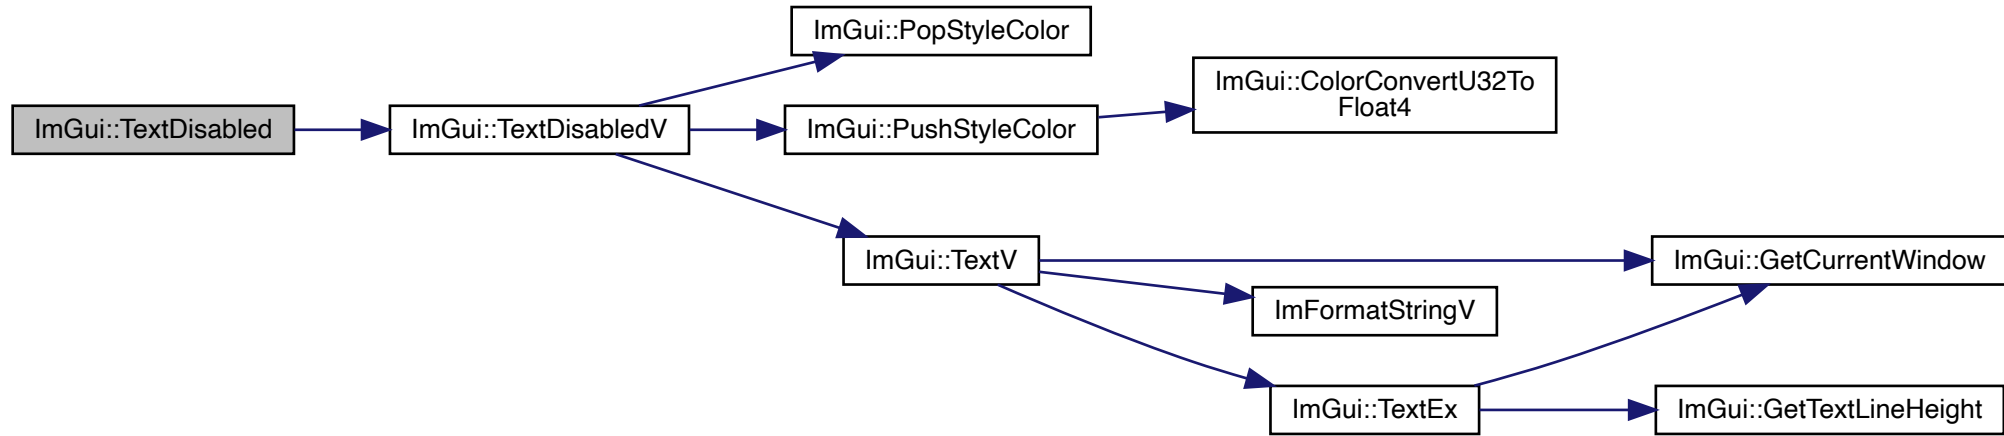 ImGui::PopStyleColor
ImGui::ColorConvertU32To
Float4
ImGui::TextDisabled
ImGui::TextDisabledV
ImGui::PushStyleColor
ImGui::TextV
ImGui::GetCurrentWindow
ImFormatStringV
ImGui::TextEx
ImGui::GetTextLineHeight